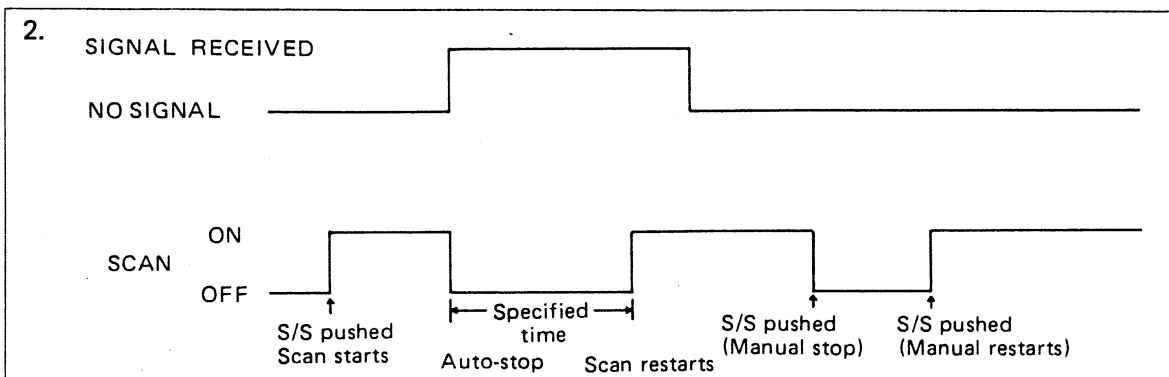 2.
SIGNAL RECEIVED
NO SIGNAL
ON
SCAN
OFF
S/S pushed
Scan starts
Specified
time
Auto-stop
Scan restarts
S/S pushed
(Manual stop)
S/S pushed
(Manual restarts)